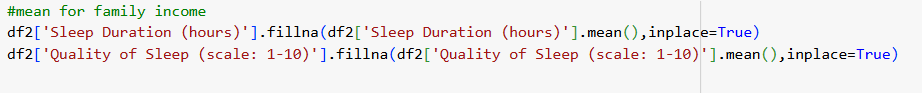 #mean for family income
df2['Sleep Duration (hours)'].fillna(df2['Sleep Duration (hours)'].mean(),inplace=True)
df2['Quality of Sleep (scale: 1-10)'].fillna(df2['Quality of Sleep (scale: 1-10)'].mean(),inplace=True)